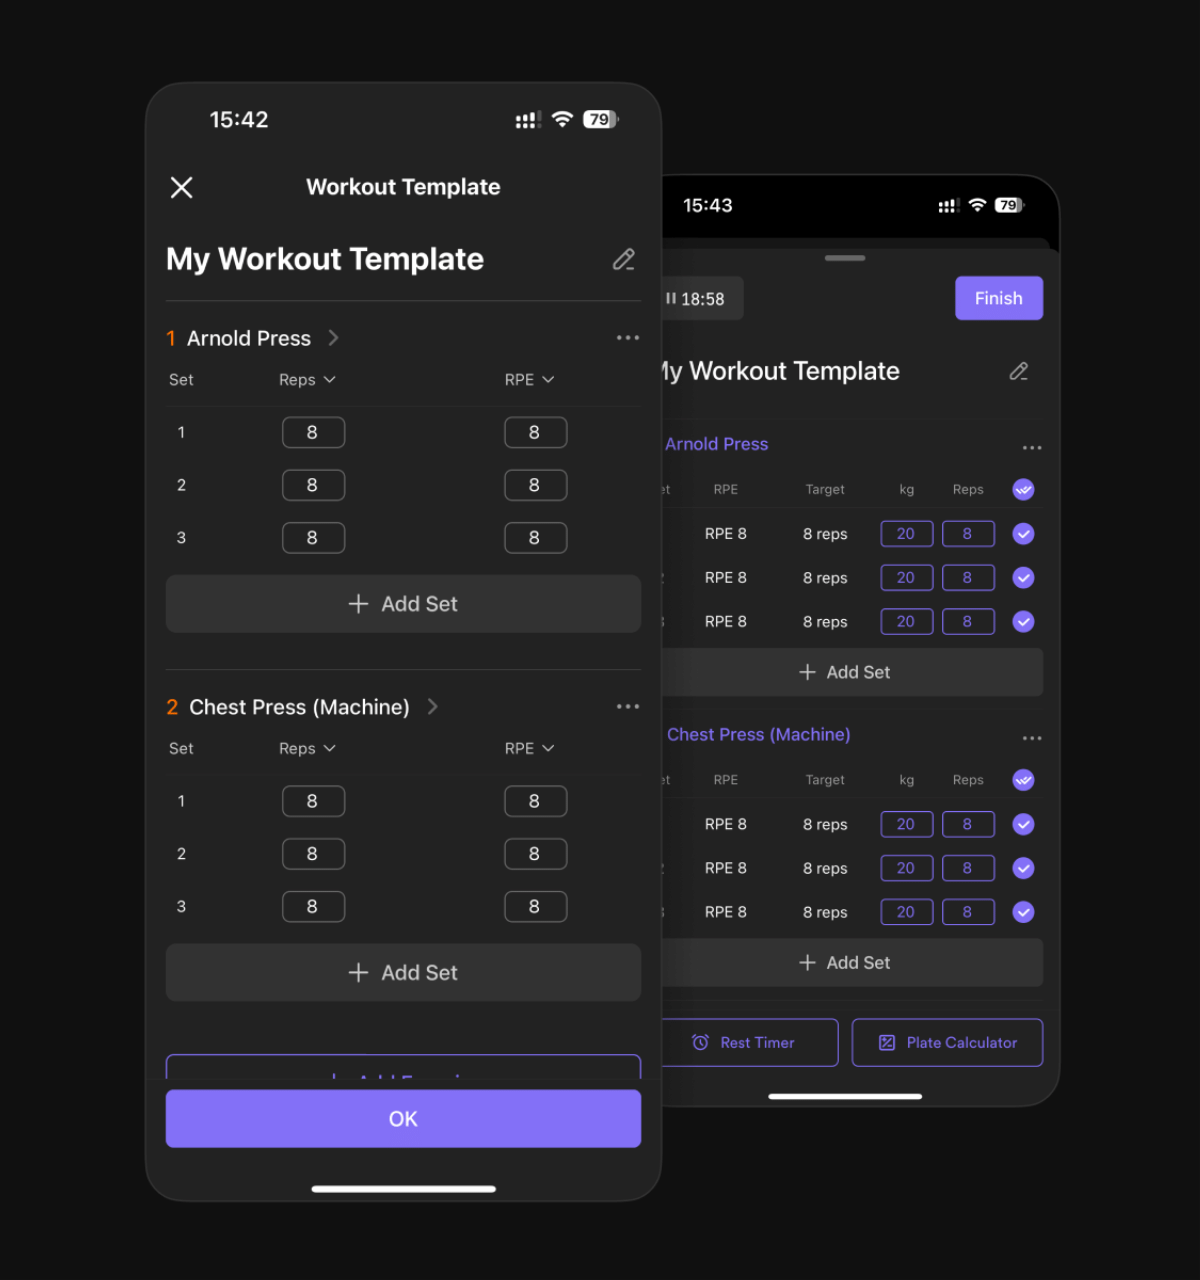 15:42
79
Workout Template
My Workout Template
1 Arnold Press
Set Reps RPE
1 8 8
2 8 8
3 8 8
+ Add Set
2 Chest Press (Machine)
Set Reps RPE
1 8 8
2 8 8
3 8 8
+ Add Set
OK
15:43
79
18:58
Finish
My Workout Template
Arnold Press
RPE Target kg Reps
RPE 8 8 reps 20 8
RPE 8 8 reps 20 8
RPE 8 8 reps 20 8
+ Add Set
Chest Press (Machine)
RPE Target kg Reps
RPE 8 8 reps 20 8
RPE 8 8 reps 20 8
RPE 8 8 reps 20 8
+ Add Set
Rest Timer
Plate Calculator